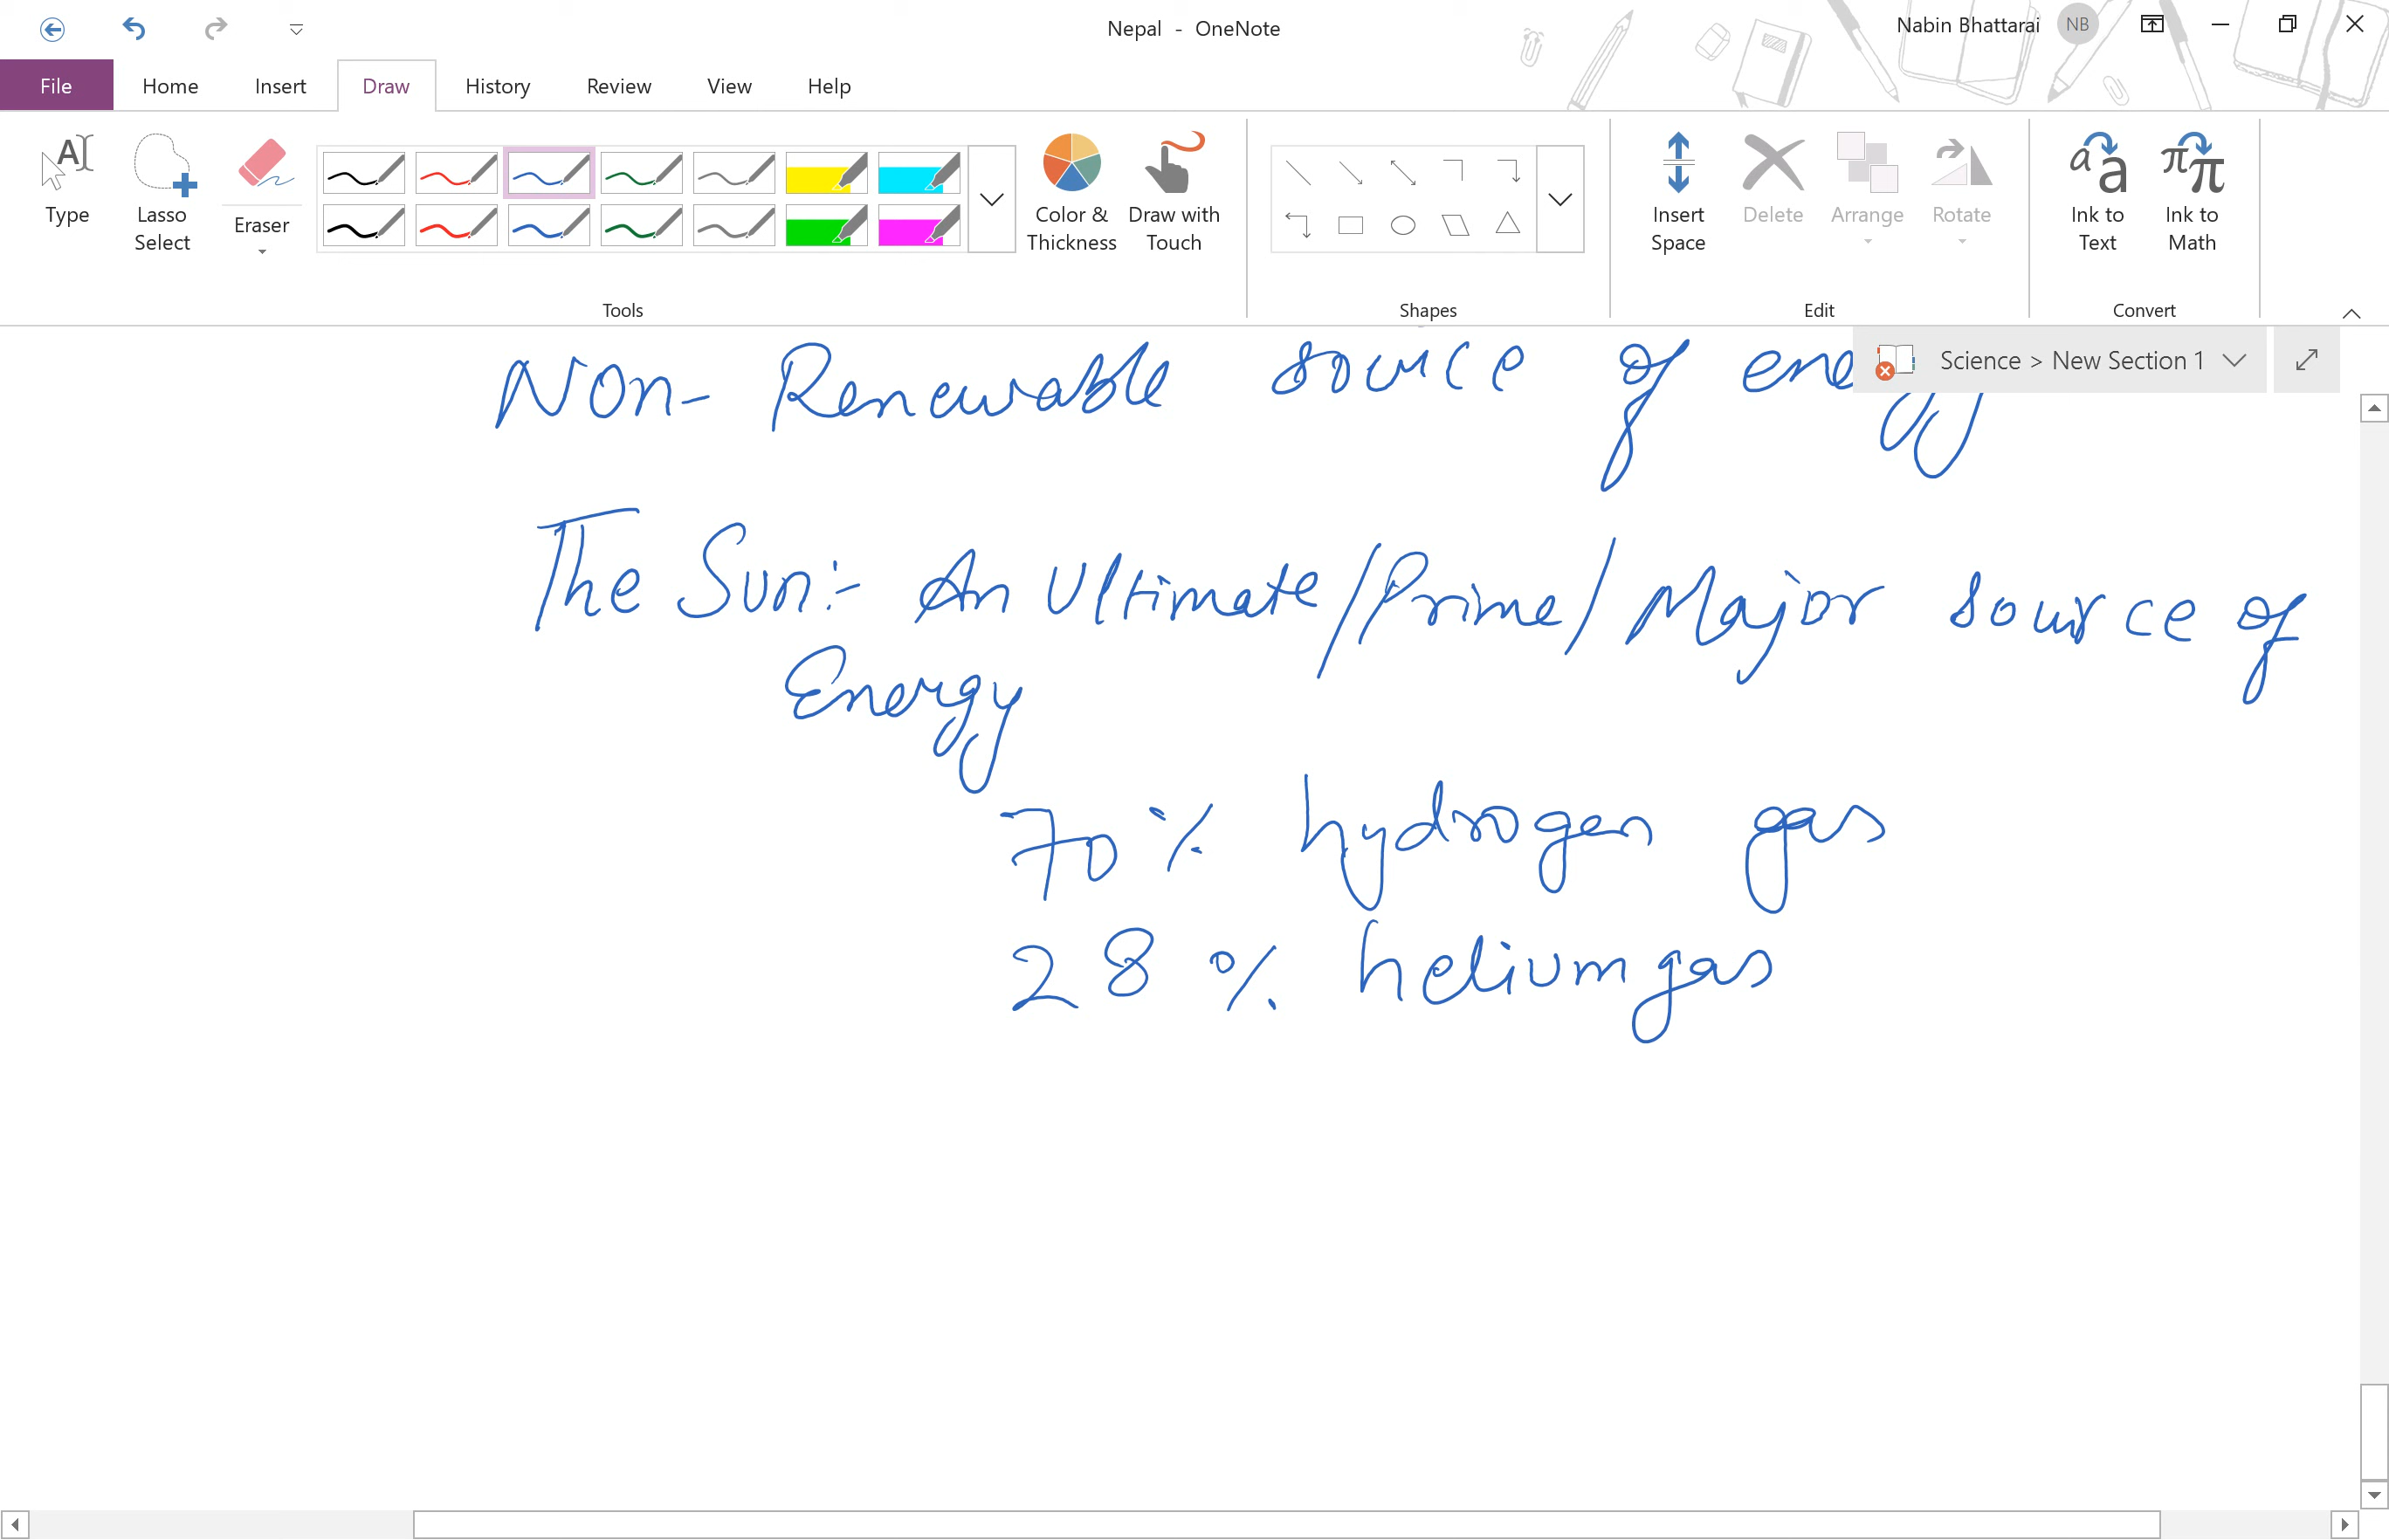 Nepal - OneNote
Nabin Bhattarai NB
File Home Insert Draw History Review View Help
Type
Lasso Select
Eraser
Color & Thickness
Draw with Touch
Insert Space
Delete
Arrange
Rotate
Ink to Text
Ink to Math
Tools Shapes Edit Convert
Science > New Section 1
Non- Renewable source of energy
The Sun:- An Ultimate/Prime/Major source of
Energy
70% hydrogen gas
28% helium gas